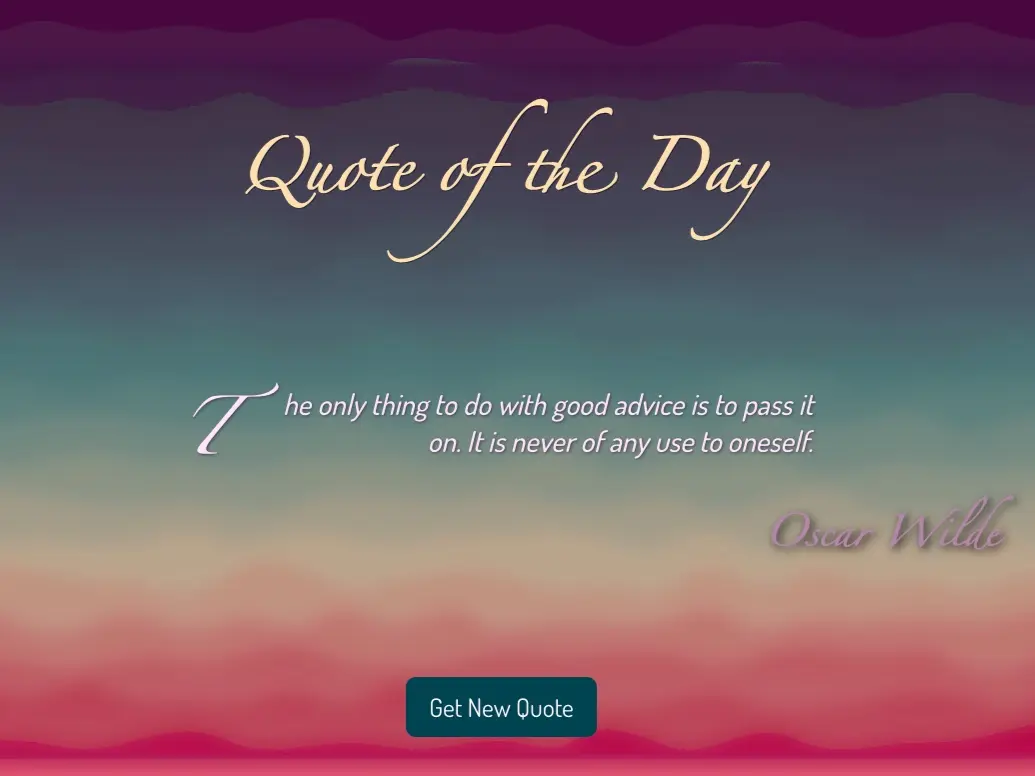 Quote of the Day
The only thing to do with good advice is to pass it
on. It is never of any use to oneself.
Oscar Wilde
Get New Quote